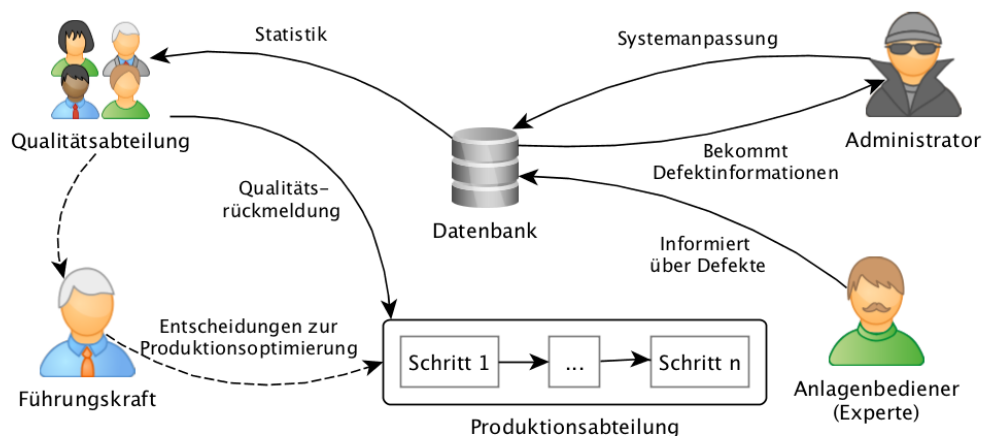 Statistik
Systemanpassung
Qualitätsabteilung
Administrator
Bekommt
Defektinformationen
Qualitäts-
rückmeldung
Datenbank
Informiert
über Defekte
Entscheidungen zur
Produktionsoptimierung
Schritt 1
...
Schritt n
Führungskraft
Anlagenbediener
(Experte)
Produktionsabteilung